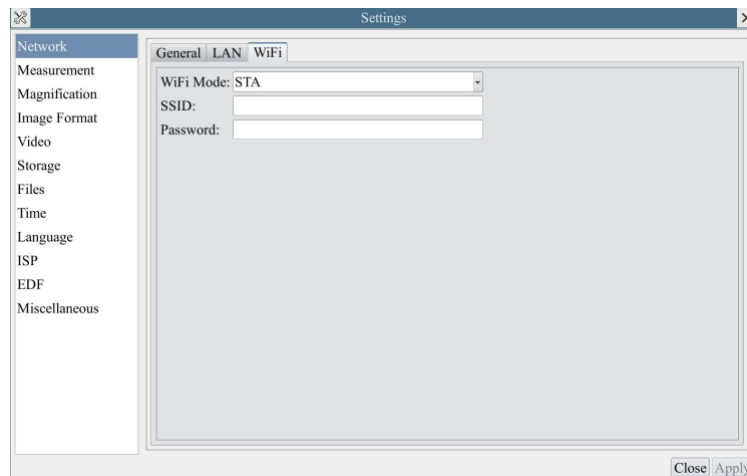 Settings
Network
Measurement
Magnification
Image Format
Video
Storage
Files
Time
Language
ISP
EDF
Miscellaneous
General LAN WiFi
WiFi Mode: STA
SSID:
Password:
Close Apply